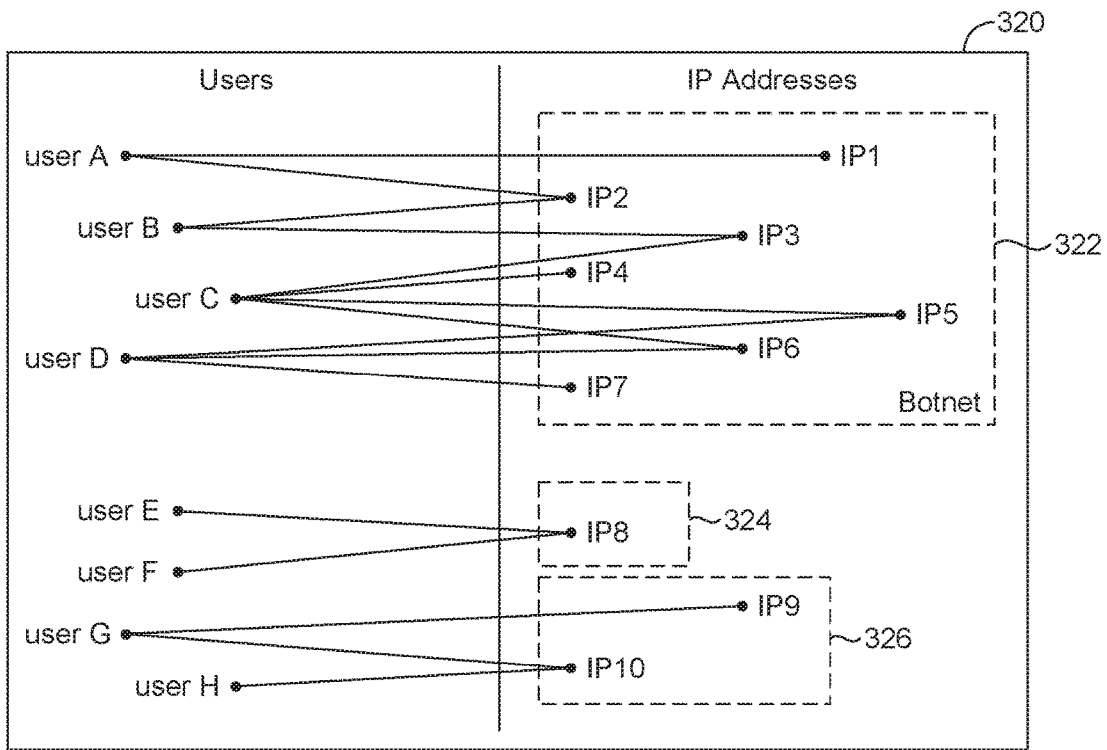 320
Users
IP Addresses
user A
IP1
IP2
user B
IP3
322
IP4
user C
IP5
IP6
user D
IP7
Botnet
user E
IP8
324
user F
IP9
user G
326
IP10
user H